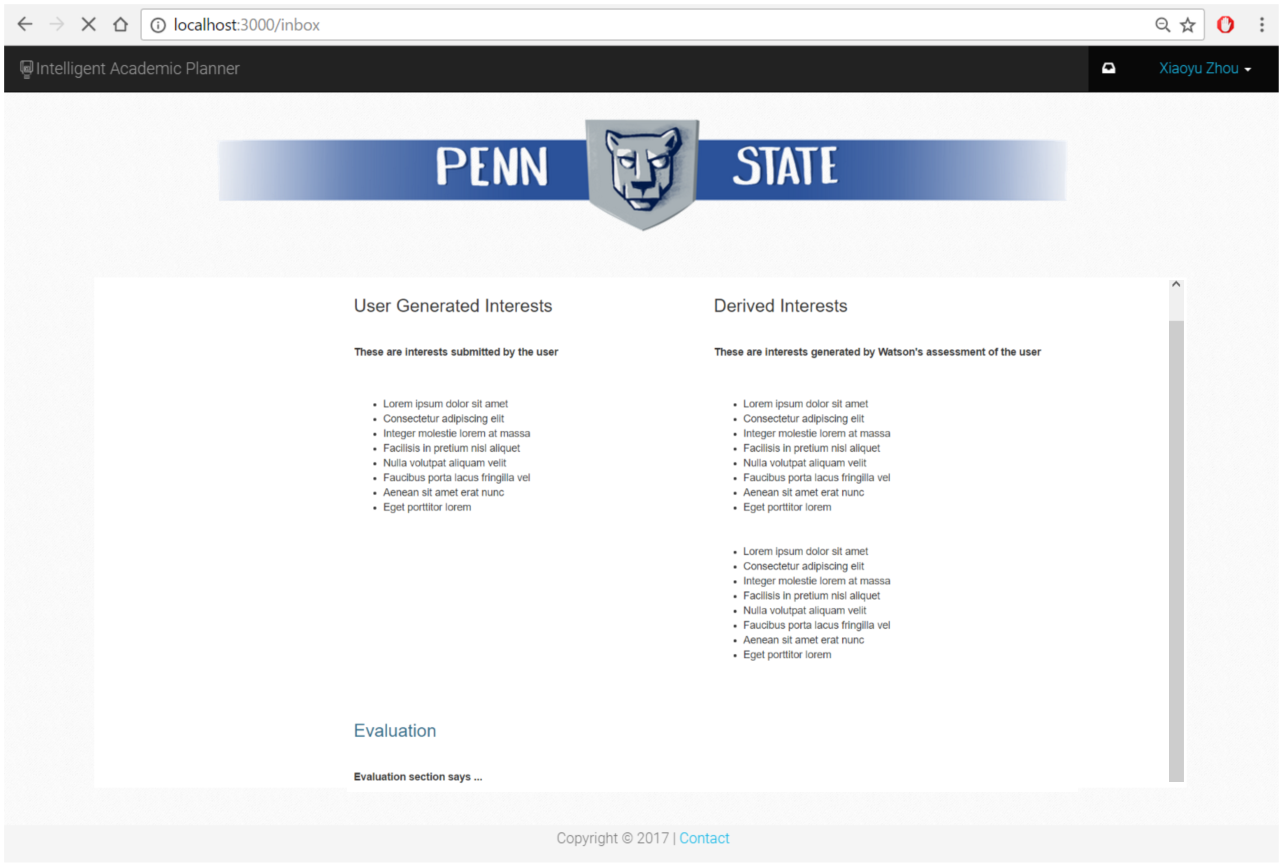 localhost:3000/inbox
Intelligent Academic Planner
Xiaoyu Zhou
PENN STATE
User Generated Interests
These are interests submitted by the user
Lorem ipsum dolor sit amet
Consectetur adipiscing elit
Integer molestie lorem at massa
Facilisis in pretium nisl aliquet
Nulla volutpat aliquam velit
Faucibus porta lacus fringilla vel
Aenean sit amet erat nunc
Eget porttitor lorem
Derived Interests
These are interests generated by Watson's assessment of the user
Lorem ipsum dolor sit amet
Consectetur adipiscing elit
Integer molestie lorem at massa
Facilisis in pretium nisl aliquet
Nulla volutpat aliquam velit
Faucibus porta lacus fringilla vel
Aenean sit amet erat nunc
Eget porttitor lorem
Lorem ipsum dolor sit amet
Consectetur adipiscing elit
Integer molestie lorem at massa
Facilisis in pretium nisl aliquet
Nulla volutpat aliquam velit
Faucibus porta lacus fringilla vel
Aenean sit amet erat nunc
Eget porttitor lorem
Evaluation
Evaluation section says ...
Copyright © 2017 | Contact